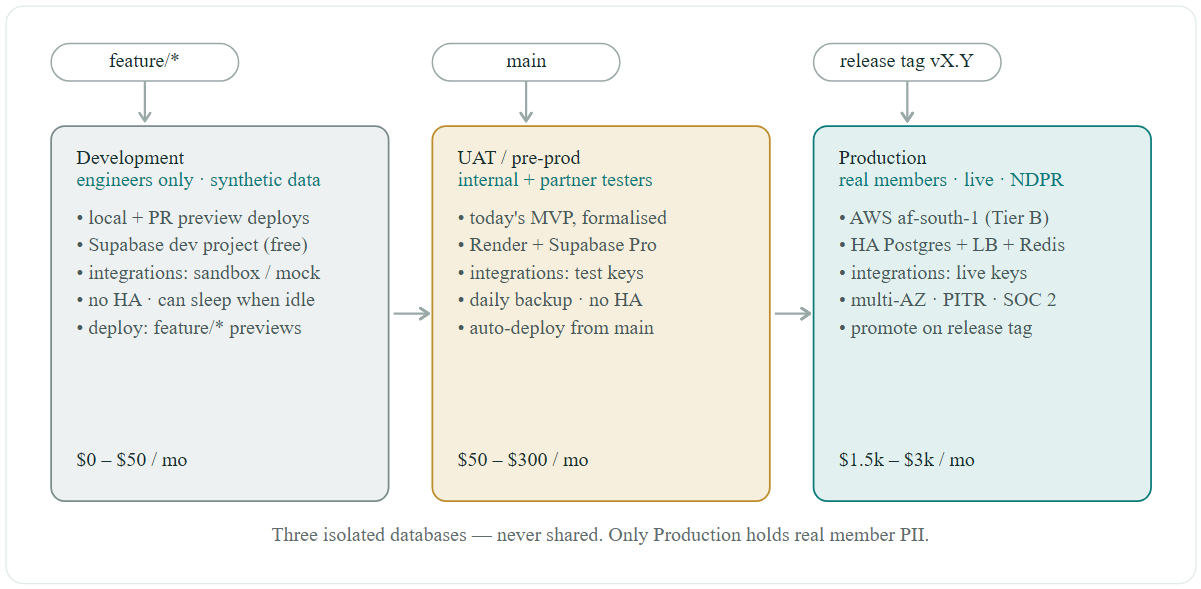 feature/*
main
release tag vX.Y
Development
engineers only · synthetic data
• local + PR preview deploys
• Supabase dev project (free)
• integrations: sandbox / mock
• no HA · can sleep when idle
• deploy: feature/* previews
$0 – $50 / mo
UAT / pre-prod
internal + partner testers
• today's MVP, formalised
• Render + Supabase Pro
• integrations: test keys
• daily backup · no HA
• auto-deploy from main
$50 – $300 / mo
Production
real members · live · NDPR
• AWS af-south-1 (Tier B)
• HA Postgres + LB + Redis
• integrations: live keys
• multi-AZ · PITR · SOC 2
• promote on release tag
$1.5k – $3k / mo
Three isolated databases — never shared. Only Production holds real member PII.